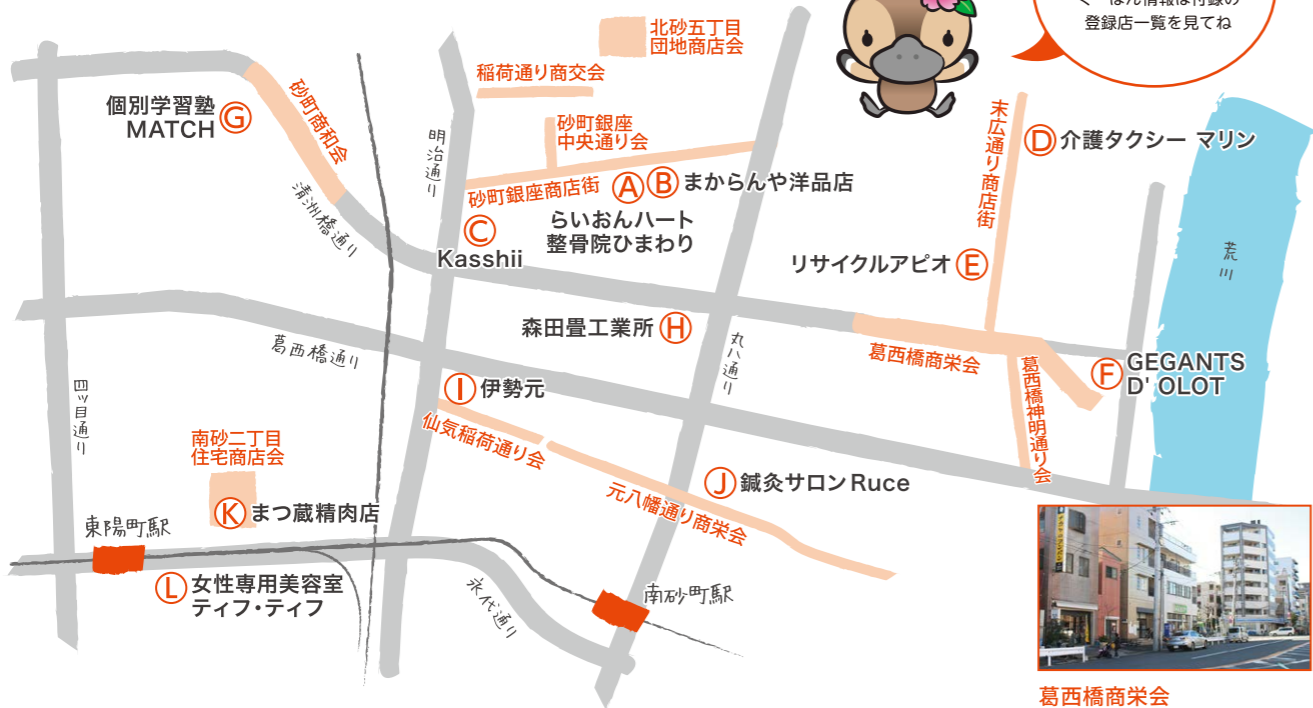 登録店一覧を見てね
北砂五丁目
団地商店会
稲荷通り商交会
砂町銀座
中央通り会
砂町銀座商店街
砂町商和会
個別学習塾
MATCH
G
明治通り
清洲橋通り
A
B
まからんや洋品店
らいおんハート
整骨院ひまわり
C
Kasshii
末広通り商店街
D
介護タクシー マリン
リサイクルアピオ
E
荒川
森田畳工業所
H
丸八通り
葛西橋商栄会
葛西橋神明通り会
F
GEGANTS
D' OLOT
葛西橋通り
四ッ目通り
I
伊勢元
仙気稲荷通り会
元八幡通り商栄会
J
鍼灸サロン Ruce
南砂二丁目
住宅商店会
K
まつ蔵精肉店
東陽町駅
L
女性専用美容室
ティフ・ティフ
永代通り
南砂町駅
葛西橋商栄会